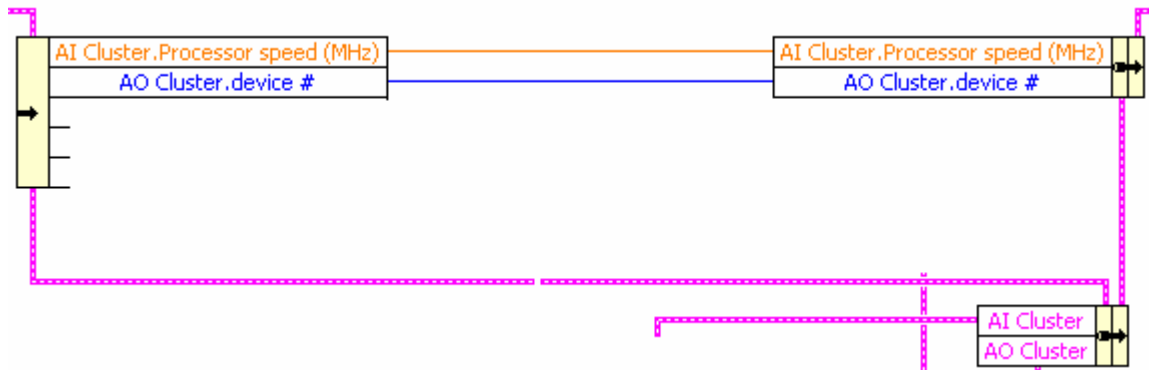 AI Cluster.Processor speed (MHz)
AI Cluster.Processor speed (MHz)
AO Cluster.device #
AO Cluster.device #
AI Cluster
AO Cluster